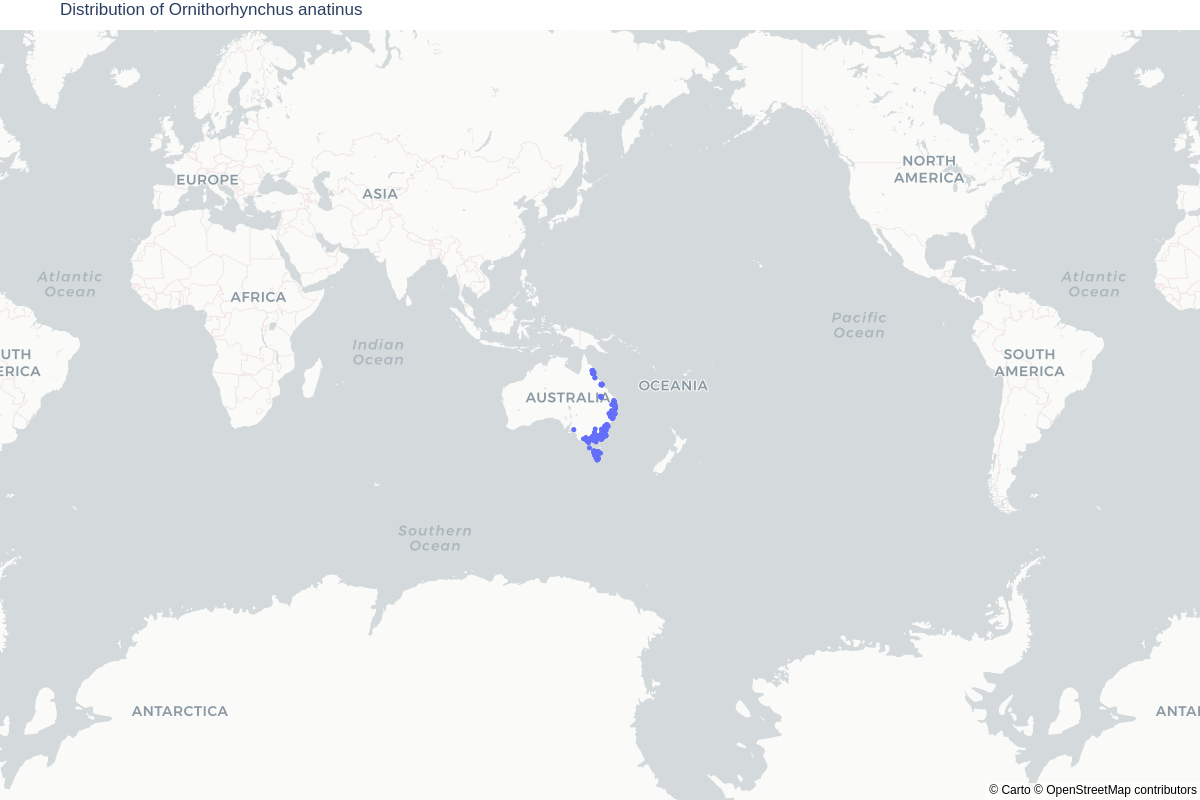 Distribution of Ornithorhynchus anatinus
NORTH
AMERICA
EUROPE
ASIA
Atlantic
Ocean
Atlantic
Ocean
AFRICA
Pacific
Ocean
Indian
Ocean
UTH
ERICA
SOUTH
AMERICA
OCEANIA
AUSTRALIA
Southern
Ocean
ANTARCTICA
ANTA
© Carto © OpenStreetMap contributors